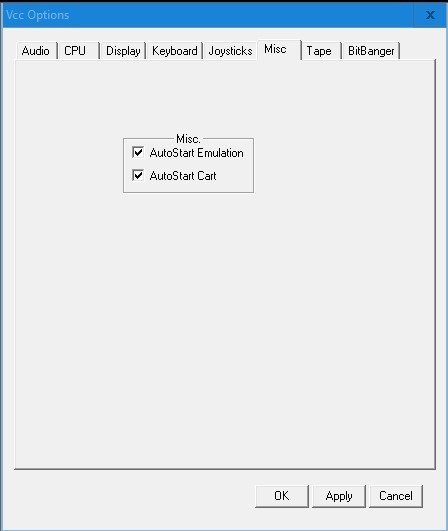 Vcc Options
x
Audio CPU Display Keyboard Joysticks Misc Tape BitBanger
Misc.
AutoStart Emulation
AutoStart Cart
OK Apply Cancel